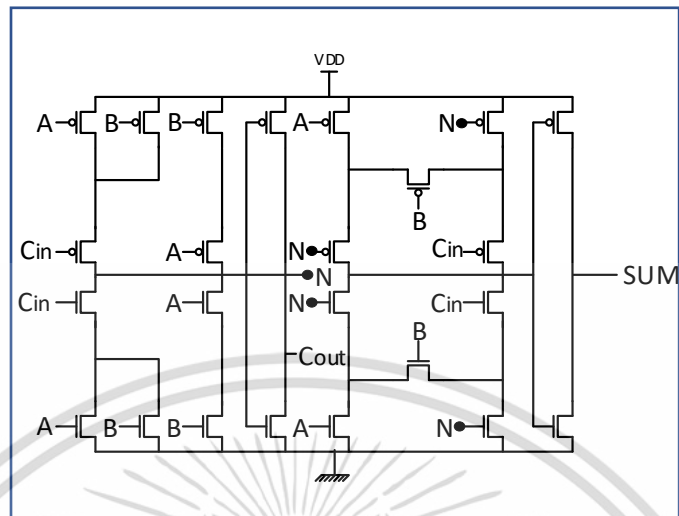 VDD
A B B A N
B
Cin A N Cin
N
SUM
Cin A N Cin
B
Cout
A B B A N